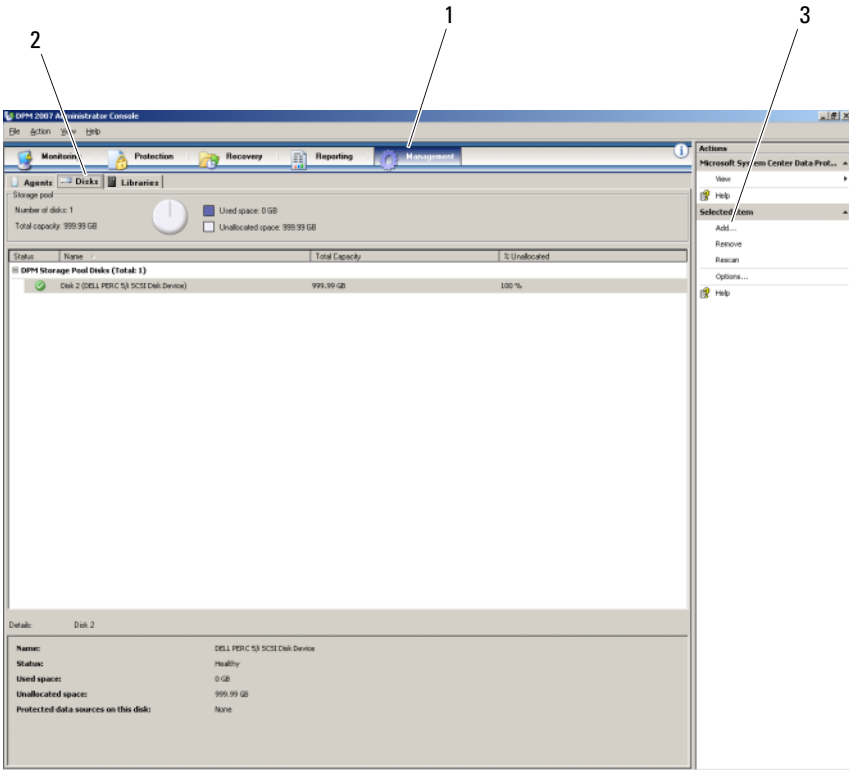 1
2
3
DPM 2007 Administrator Console
File Action View Help
Monitoring Protection Recovery Reporting Management
Agents Disks Libraries
Storage pool
Number of disks: 1
Total capacity: 999.99 GB
Used space: 0 GB
Unallocated space: 999.99 GB
Status Name Total Capacity % Unallocated
DPM Storage Pool Disks (Total: 1)
Disk 2 (DELL PERC 5/i SCSI Disk Device) 999.99 GB 100 %
Details: Disk 2
Name: DELL PERC 5/i SCSI Disk Device
Status: Healthy
Used space: 0 GB
Unallocated space: 999.99 GB
Protected data sources on this disk: None
Actions
Microsoft System Center Data Prot...
View
Help
Selected item
Add...
Remove
Rescan
Options...
Help